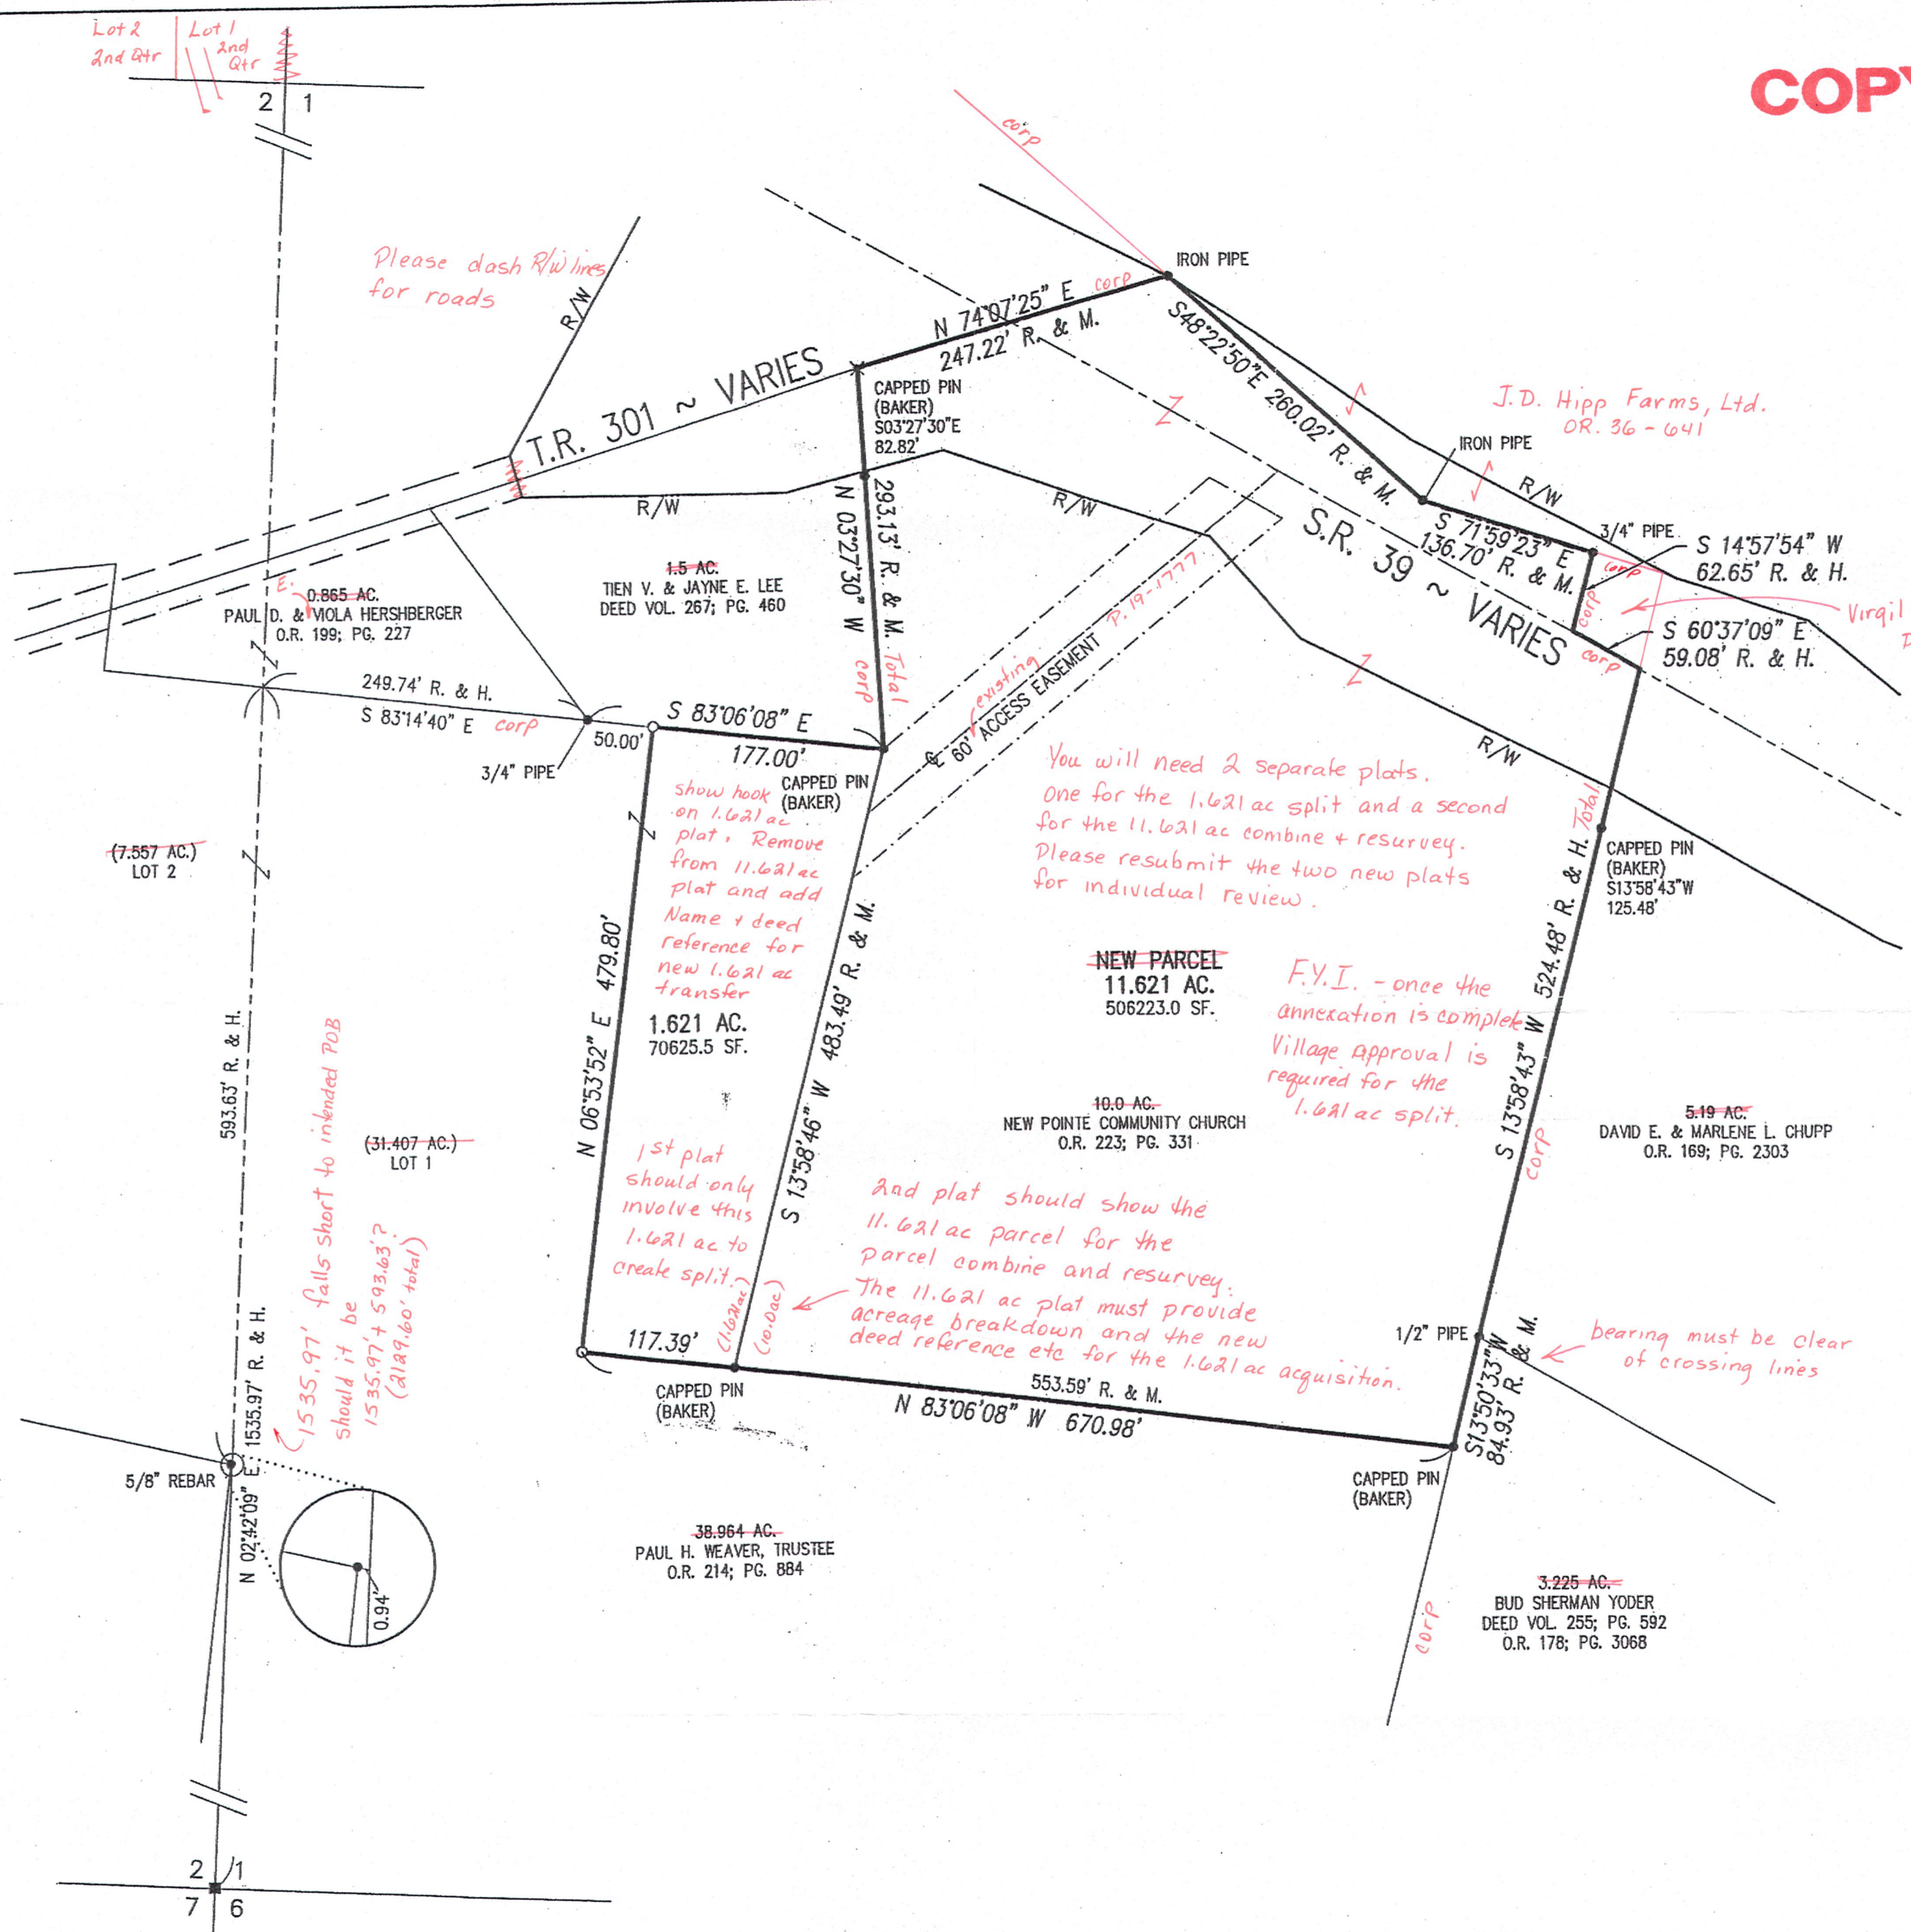 Lot 2
2nd Qtr
Lot 1
2nd
Qtr
2 1
COPY
corp
Please dash R/W lines
for roads
R/W
IRON PIPE
N 74°07'25" E corp
247.22' R. & M.
T.R. 301 ~ VARIES
CAPPED PIN
(BAKER)
S03°27'30"E
82.82'
S48°22'50"E 260.02' R. & M.
Z
J.D. Hipp Farms, Ltd.
OR. 36-641
IRON PIPE
R/W
S 71°59'23" E
136.70' R. & M.
3/4" PIPE
S 14°57'54" W
62.65' R. & H.
corp
corp
Virgil
S 60°37'09" E
59.08' R. & H.
corp
S.R. 39 ~ VARIES
R/W
R/W
N 03°27'30" W
293.13' R. & M. Total
corp
1.5 AC.
TIEN V. & JAYNE E. LEE
DEED VOL. 267; PG. 460
E.
0.865 AC.
PAUL D. & VIOLA HERSHBERGER
O.R. 199; PG. 227
249.74' R. & H.
S 83°14'40" E corp
3/4" PIPE
50.00'
S 83°06'08" E
177.00'
CAPPED PIN
(BAKER)
existing
℄ 60' ACCESS EASEMENT P. 19-1777
Z
R/W
You will need 2 separate plats.
One for the 1.621 ac split and a second
for the 11.621 ac combine & resurvey.
Please resubmit the two new plats
for individual review.
show hook
on 1.621 ac
plat. Remove
from 11.621 ac
plat and add
Name & deed
reference for
new 1.621 ac
transfer
1.621 AC.
70625.5 SF.
(7.557 AC.)
LOT 2
CAPPED PIN
(BAKER)
S13°58'43"W
125.48'
NEW PARCEL
11.621 AC.
506223.0 SF.
F.Y.I. - once the
annexation is complete
Village Approval is
required for the
1.621 ac split.
10.0 AC.
NEW POINTE COMMUNITY CHURCH
O.R. 223; PG. 331
N 06°53'52" E 479.80'
S 13°58'46" W 483.49' R. & M.
S 13°58'43" W 524.48' R. & H. Total
corp
5.19 AC.
DAVID E. & MARLENE L. CHUPP
O.R. 169; PG. 2303
593.63' R. & H.
(31.407 AC.)
LOT 1
1535.97' falls short to intended POB
should it be
1535.97' + 593.63'?
(2129.60' total)
1st plat
should only
involve this
1.621 ac to
create split.
2nd plat should show the
11.621 ac parcel for the
parcel combine and resurvey.
The 11.621 ac plat must provide
acreage breakdown and the new
deed reference etc for the 1.621 ac acquisition.
(1.621ac)
(10.0ac)
117.39'
CAPPED PIN
(BAKER)
553.59' R. & M.
N 83°06'08" W 670.98'
1/2" PIPE
S13°50'33"W
84.93' R. & M.
bearing must be clear
of crossing lines
CAPPED PIN
(BAKER)
5/8" REBAR
N 02°42'09" E 1535.97' R. & H.
0.94'
38.964 AC.
PAUL H. WEAVER, TRUSTEE
O.R. 214; PG. 884
corp
3.225 AC.
BUD SHERMAN YODER
DEED VOL. 255; PG. 592
O.R. 178; PG. 3068
2 1
7 6